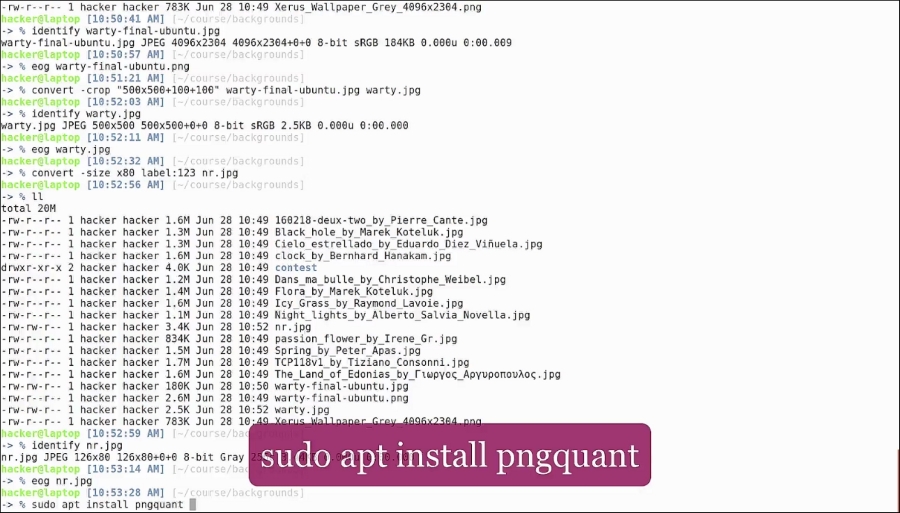 -rw-r--r-- 1 hacker hacker 783K Jun 28 10:49 Xerus_Wallpaper_Grey_4096x2304.png
hacker@laptop [10:50:41 AM] [~/course/backgrounds]
-> % identify warty-final-ubuntu.jpg
warty-final-ubuntu.jpg JPEG 4096x2304 4096x2304+0+0 8-bit sRGB 184KB 0.000u 0:00.009
hacker@laptop [10:50:57 AM] [~/course/backgrounds]
-> % eog warty-final-ubuntu.png
hacker@laptop [10:51:21 AM] [~/course/backgrounds]
-> % convert -crop "500x500+100+100" warty-final-ubuntu.jpg warty.jpg
hacker@laptop [10:52:03 AM] [~/course/backgrounds]
-> % identify warty.jpg
warty.jpg JPEG 500x500 500x500+0+0 8-bit sRGB 2.5KB 0.000u 0:00.000
hacker@laptop [10:52:11 AM] [~/course/backgrounds]
-> % eog warty.jpg
hacker@laptop [10:52:32 AM] [~/course/backgrounds]
-> % convert -size x80 label:123 nr.jpg
hacker@laptop [10:52:56 AM] [~/course/backgrounds]
-> % ll
total 20M
-rw-r--r-- 1 hacker hacker 1.6M Jun 28 10:49 160218-deux-two_by_Pierre_Cante.jpg
-rw-r--r-- 1 hacker hacker 1.3M Jun 28 10:49 Black_hole_by_Marek_Koteluk.jpg
-rw-r--r-- 1 hacker hacker 1.3M Jun 28 10:49 Cielo_estrellado_by_Eduardo_Diez_Viñuela.jpg
-rw-r--r-- 1 hacker hacker 1.6M Jun 28 10:49 clock_by_Bernhard_Hanakam.jpg
drwxr-xr-x 2 hacker hacker 4.0K Jun 28 10:49 contest
-rw-r--r-- 1 hacker hacker 1.2M Jun 28 10:49 Dans_ma_bulle_by_Christophe_Weibel.jpg
-rw-r--r-- 1 hacker hacker 1.4M Jun 28 10:49 Flora_by_Marek_Koteluk.jpg
-rw-r--r-- 1 hacker hacker 1.6M Jun 28 10:49 Icy_Grass_by_Raymond_Lavoie.jpg
-rw-r--r-- 1 hacker hacker 1.1M Jun 28 10:49 Night_lights_by_Alberto_Salvia_Novella.jpg
-rw-rw-r-- 1 hacker hacker 3.4K Jun 28 10:52 nr.jpg
-rw-r--r-- 1 hacker hacker 834K Jun 28 10:49 passion_flower_by_Irene_Gr.jpg
-rw-r--r-- 1 hacker hacker 1.5M Jun 28 10:49 Spring_by_Peter_Apas.jpg
-rw-r--r-- 1 hacker hacker 1.7M Jun 28 10:49 TCP118v1_by_Tiziano_Consonni.jpg
-rw-r--r-- 1 hacker hacker 1.6M Jun 28 10:49 The_Land_of_Edonias_by_Γιωργος_Αργυροπουλος.jpg
-rw-rw-r-- 1 hacker hacker 180K Jun 28 10:50 warty-final-ubuntu.jpg
-rw-r--r-- 1 hacker hacker 2.6M Jun 28 10:49 warty-final-ubuntu.png
-rw-rw-r-- 1 hacker hacker 2.5K Jun 28 10:52 warty.jpg
-rw-r--r-- 1 hacker hacker 783K Jun 28 10:49 Xerus_Wallpaper_Grey_4096x2304.png
hacker@laptop [10:52:59 AM] [~/course/backgrounds]
-> % identify nr.jpg
nr.jpg JPEG 126x80 126x80+0+0 8-bit Gray
hacker@laptop [10:53:14 AM] [~/course/backgrounds]
-> % eog nr.jpg
hacker@laptop [10:53:28 AM] [~/course/backgrounds]
-> % sudo apt install pngquant
sudo apt install pngquant